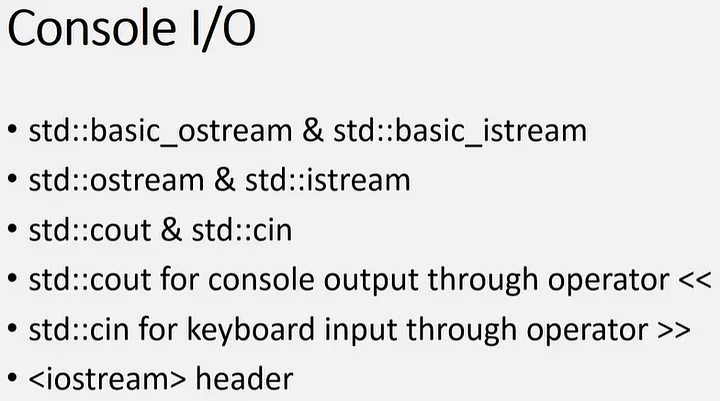 Console I/O
• std::basic_ostream & std::basic_istream
• std::ostream & std::istream
• std::cout & std::cin
• std::cout for console output through operator <<
• std::cin for keyboard input through operator >>
• <iostream> header